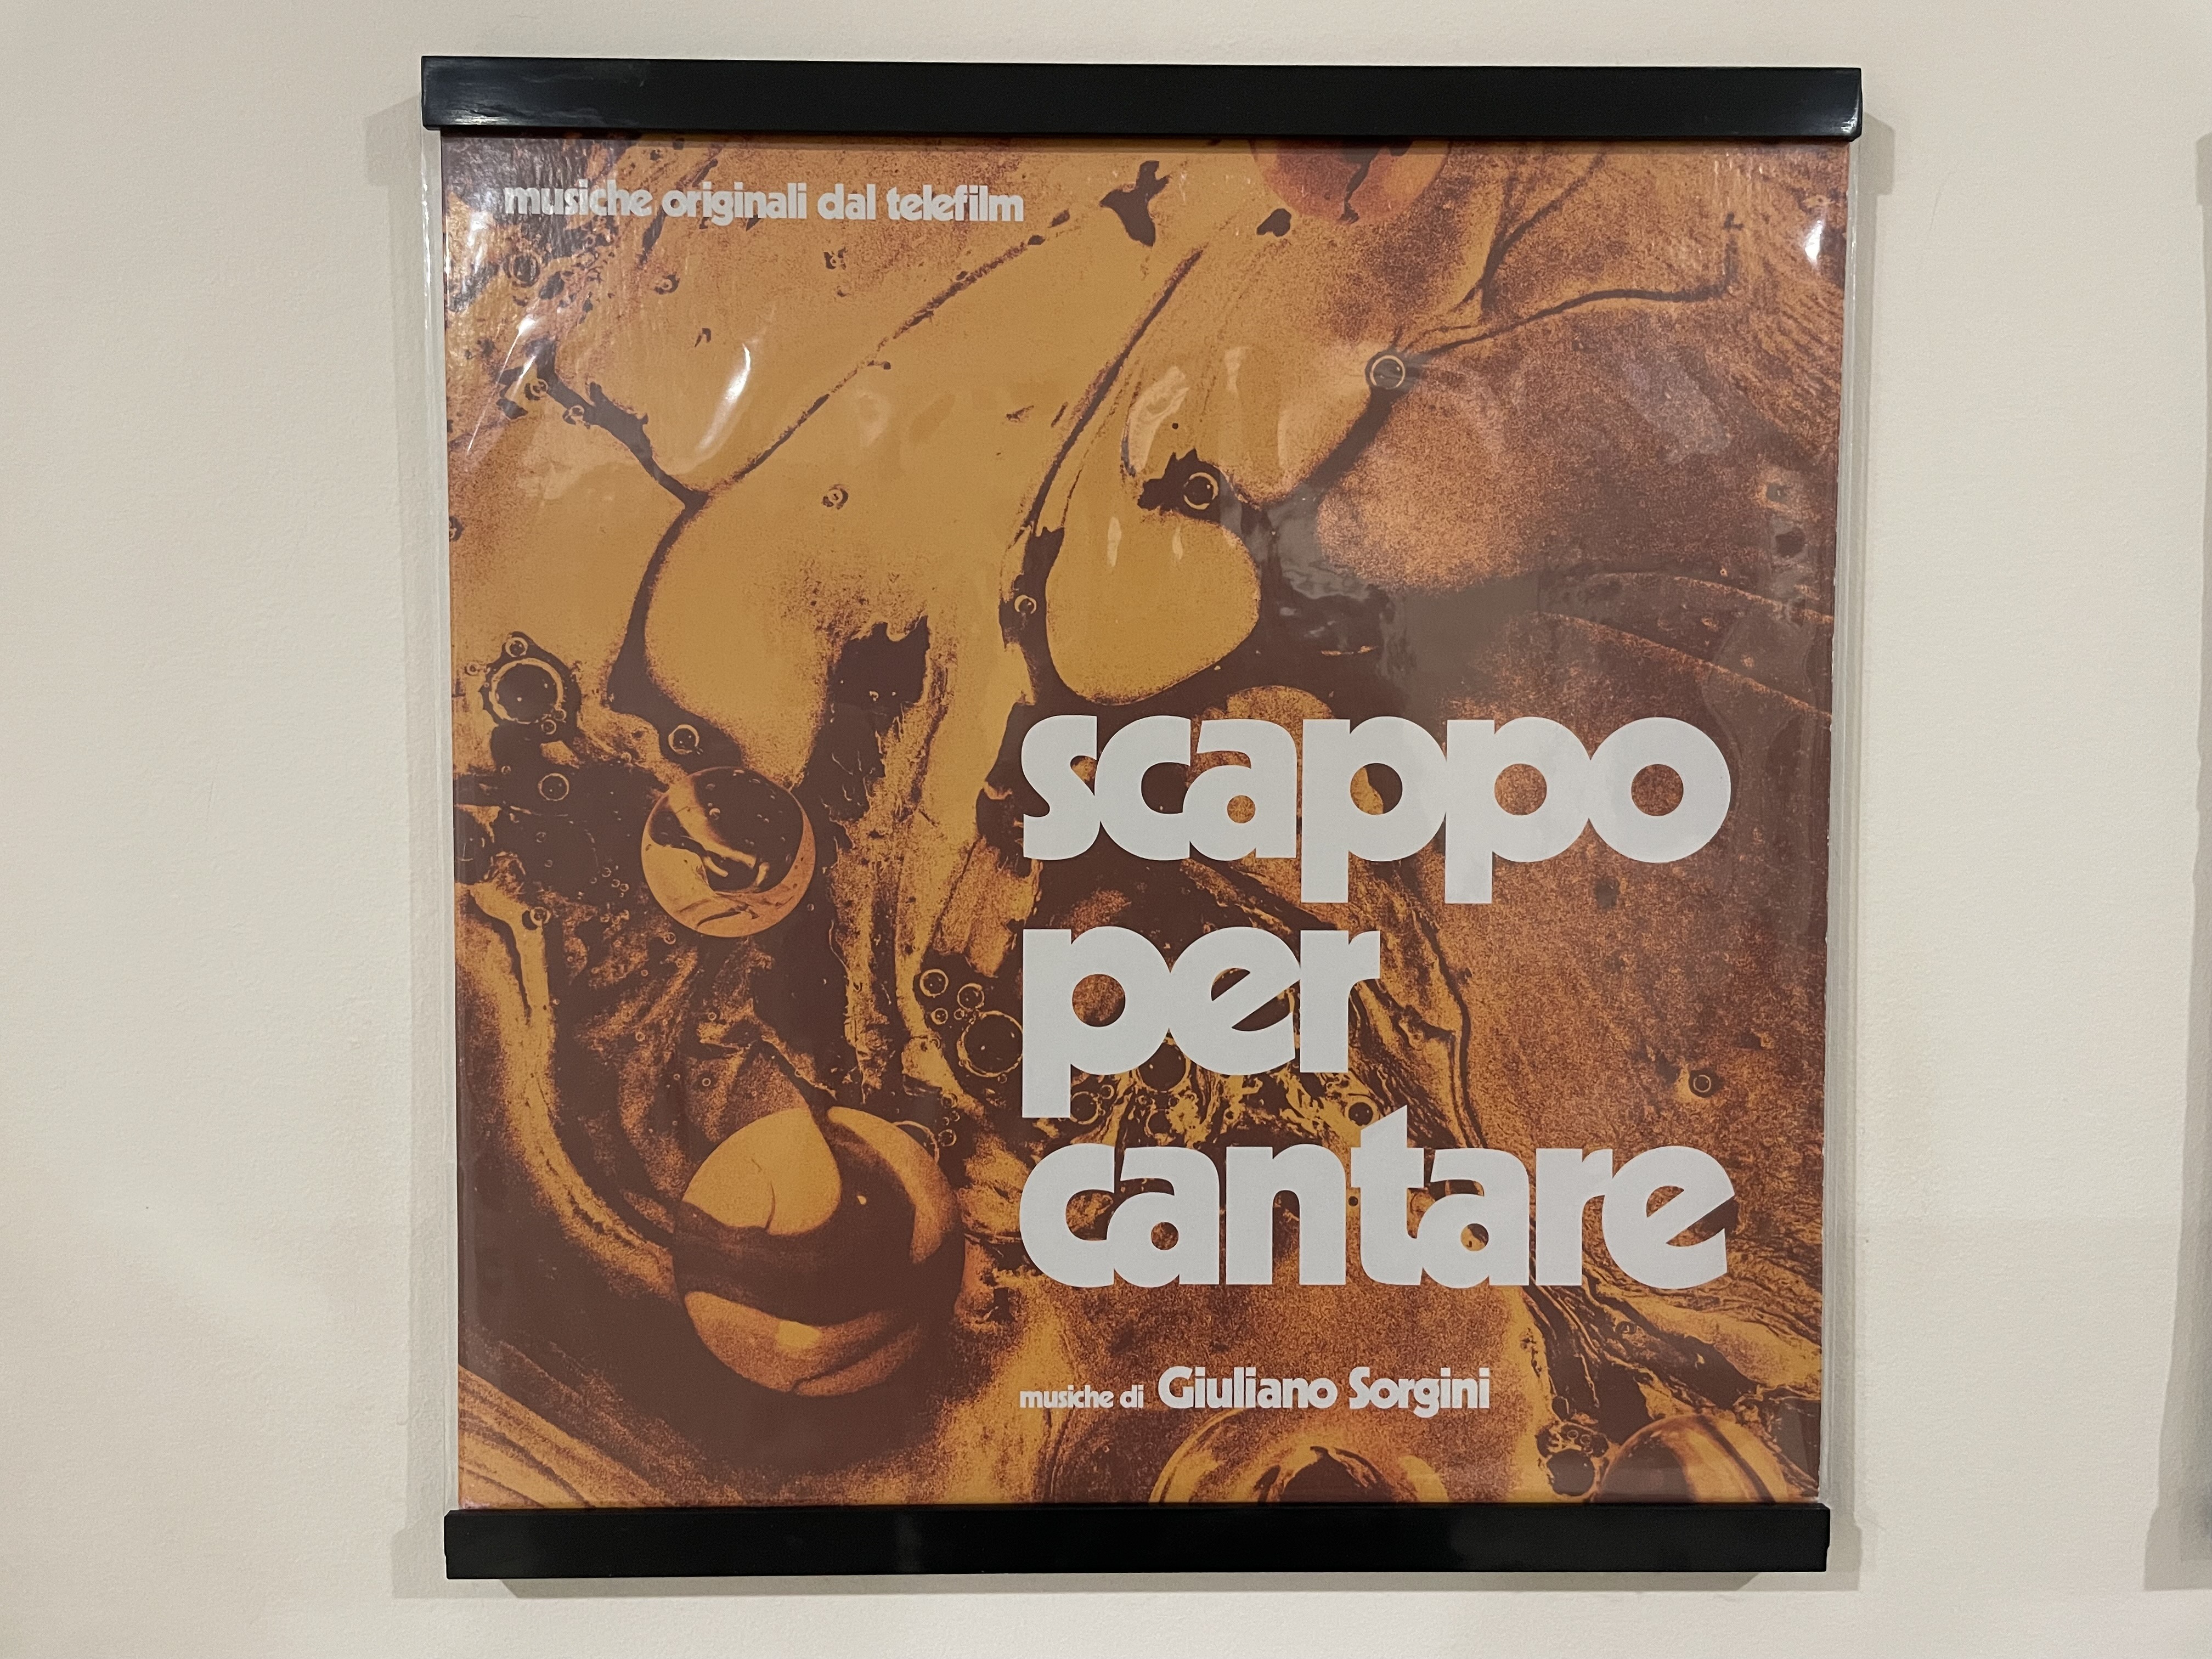 musiche originali dal telefilm
scappo
per
cantare
musiche di Giuliano Sorgini